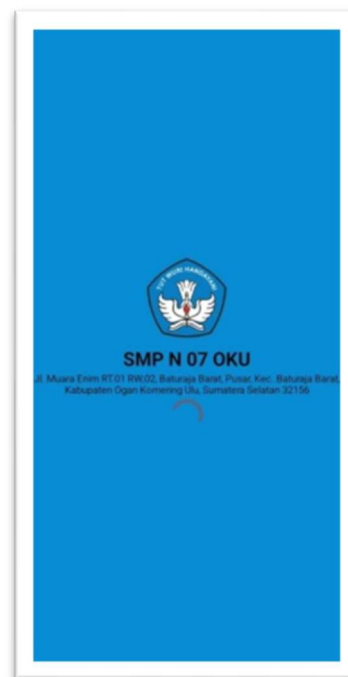 TUT WURI HANDAYANI
SMP N 07 OKU
Jl. Muara Enim RT.01 RW,02, Baturaja Barat, Pusar, Kec. Baturaja Barat,
Kabupaten Ogan Komering Ulu, Sumatera Selatan 32156